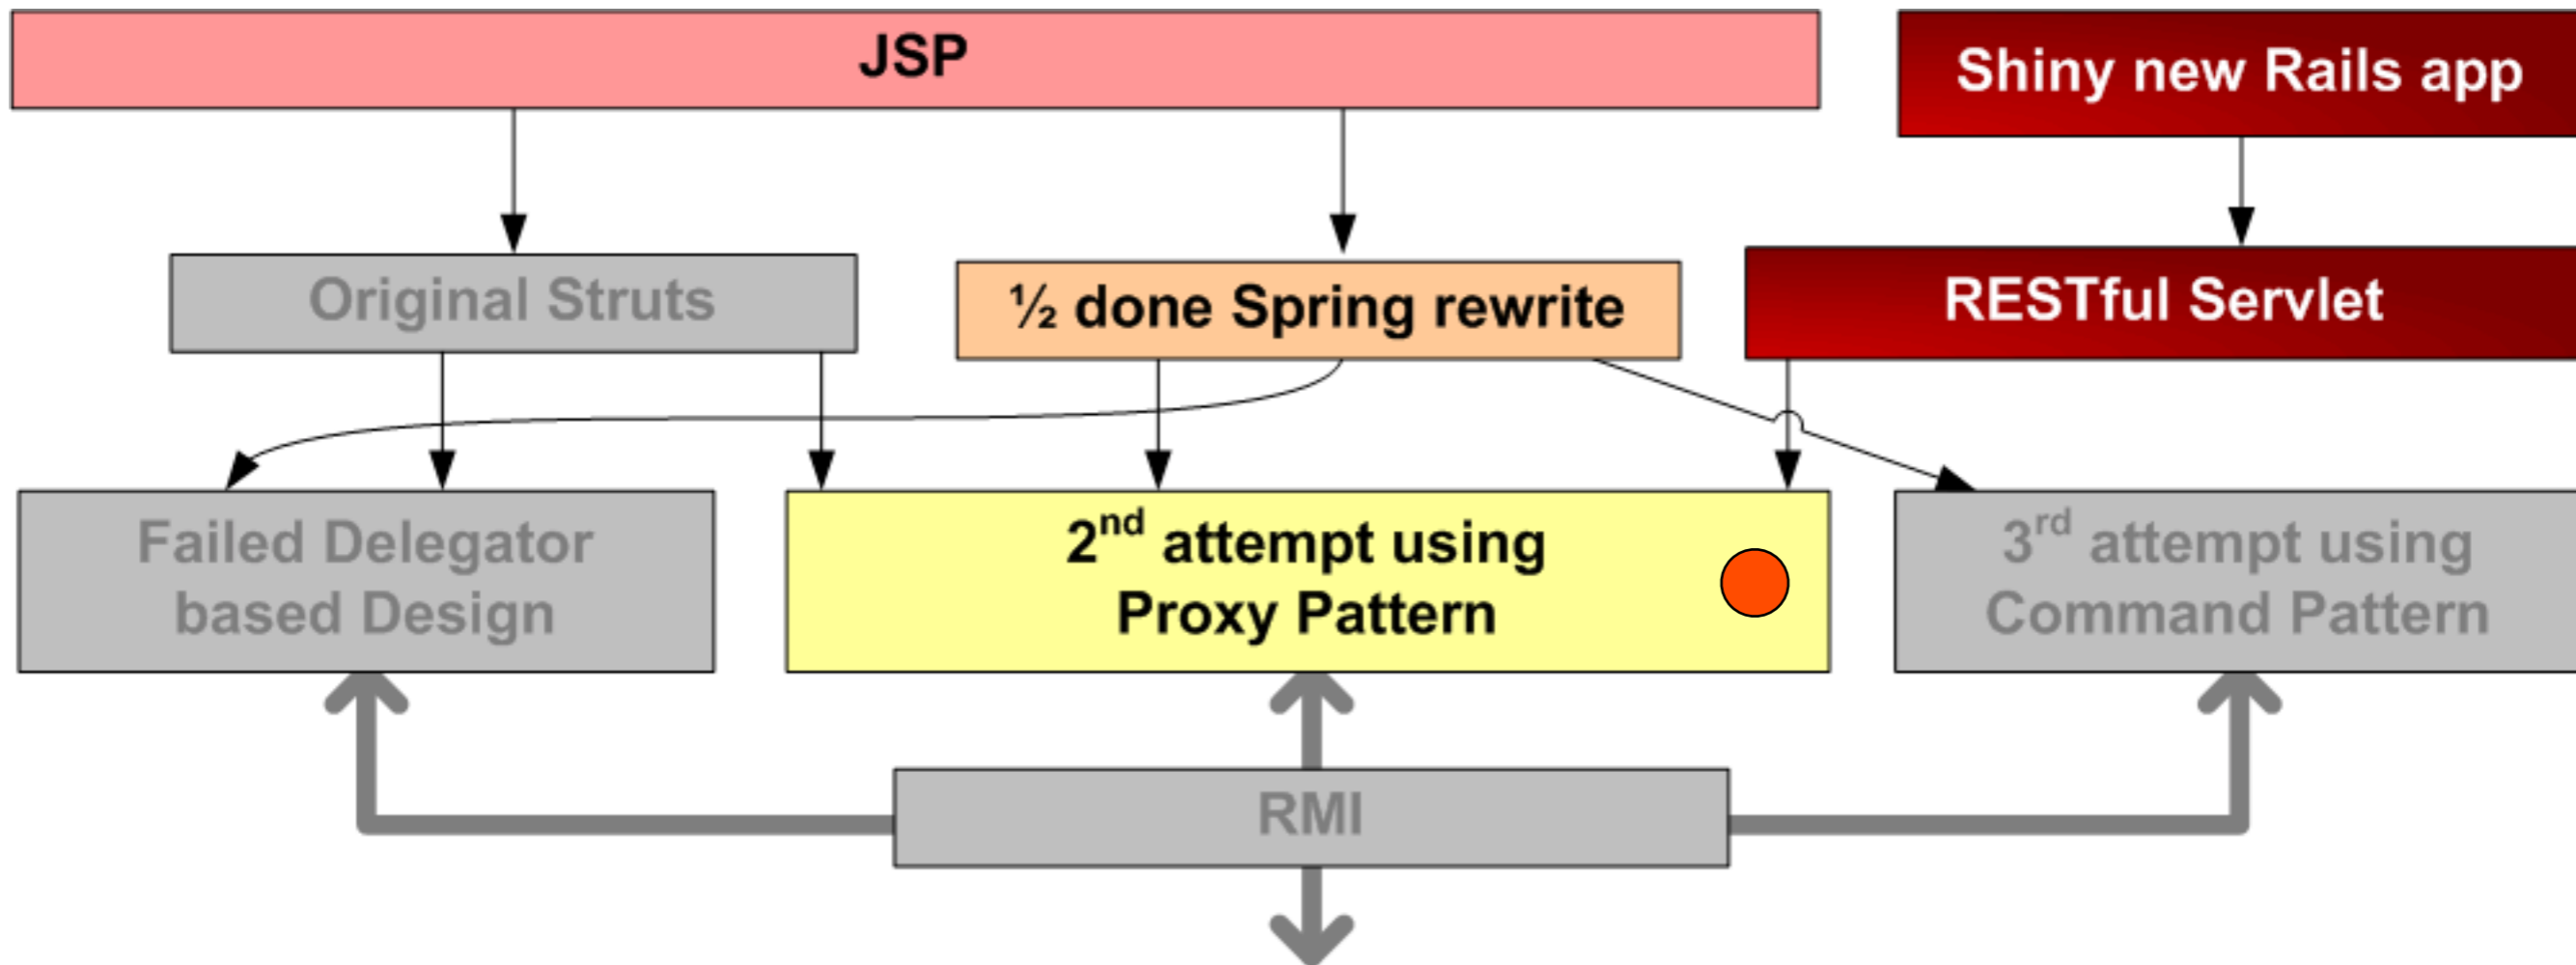 JSP
Shiny new Rails app
Original Struts
½ done Spring rewrite
RESTful Servlet
Failed Delegator
based Design
2nd attempt using
Proxy Pattern
3rd attempt using
Command Pattern
RMI